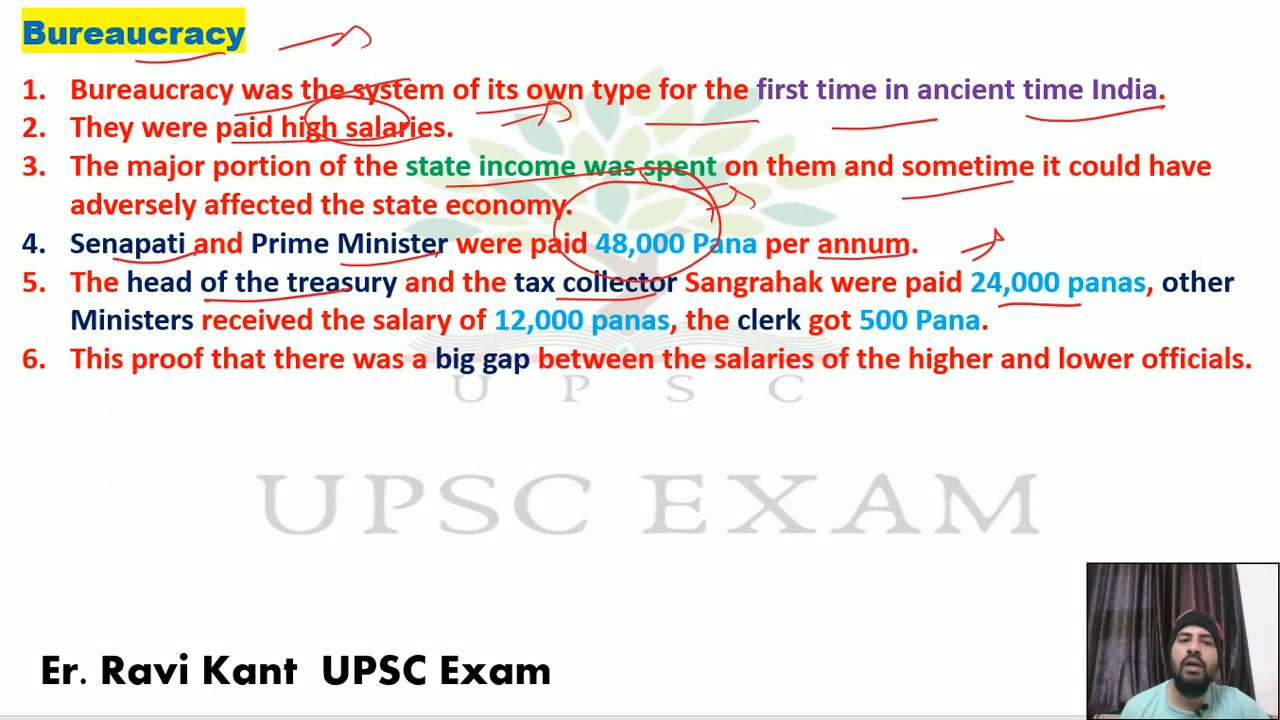 Bureaucracy
1. Bureaucracy was the system of its own type for the first time in ancient time India.
2. They were paid high salaries.
3. The major portion of the state income was spent on them and sometime it could have
adversely affected the state economy.
4. Senapati and Prime Minister were paid 48,000 Pana per annum.
5. The head of the treasury and the tax collector Sangrahak were paid 24,000 panas, other
Ministers received the salary of 12,000 panas, the clerk got 500 Pana.
6. This proof that there was a big gap between the salaries of the higher and lower officials.
UPSC
UPSC EXAM
Er. Ravi Kant UPSC Exam